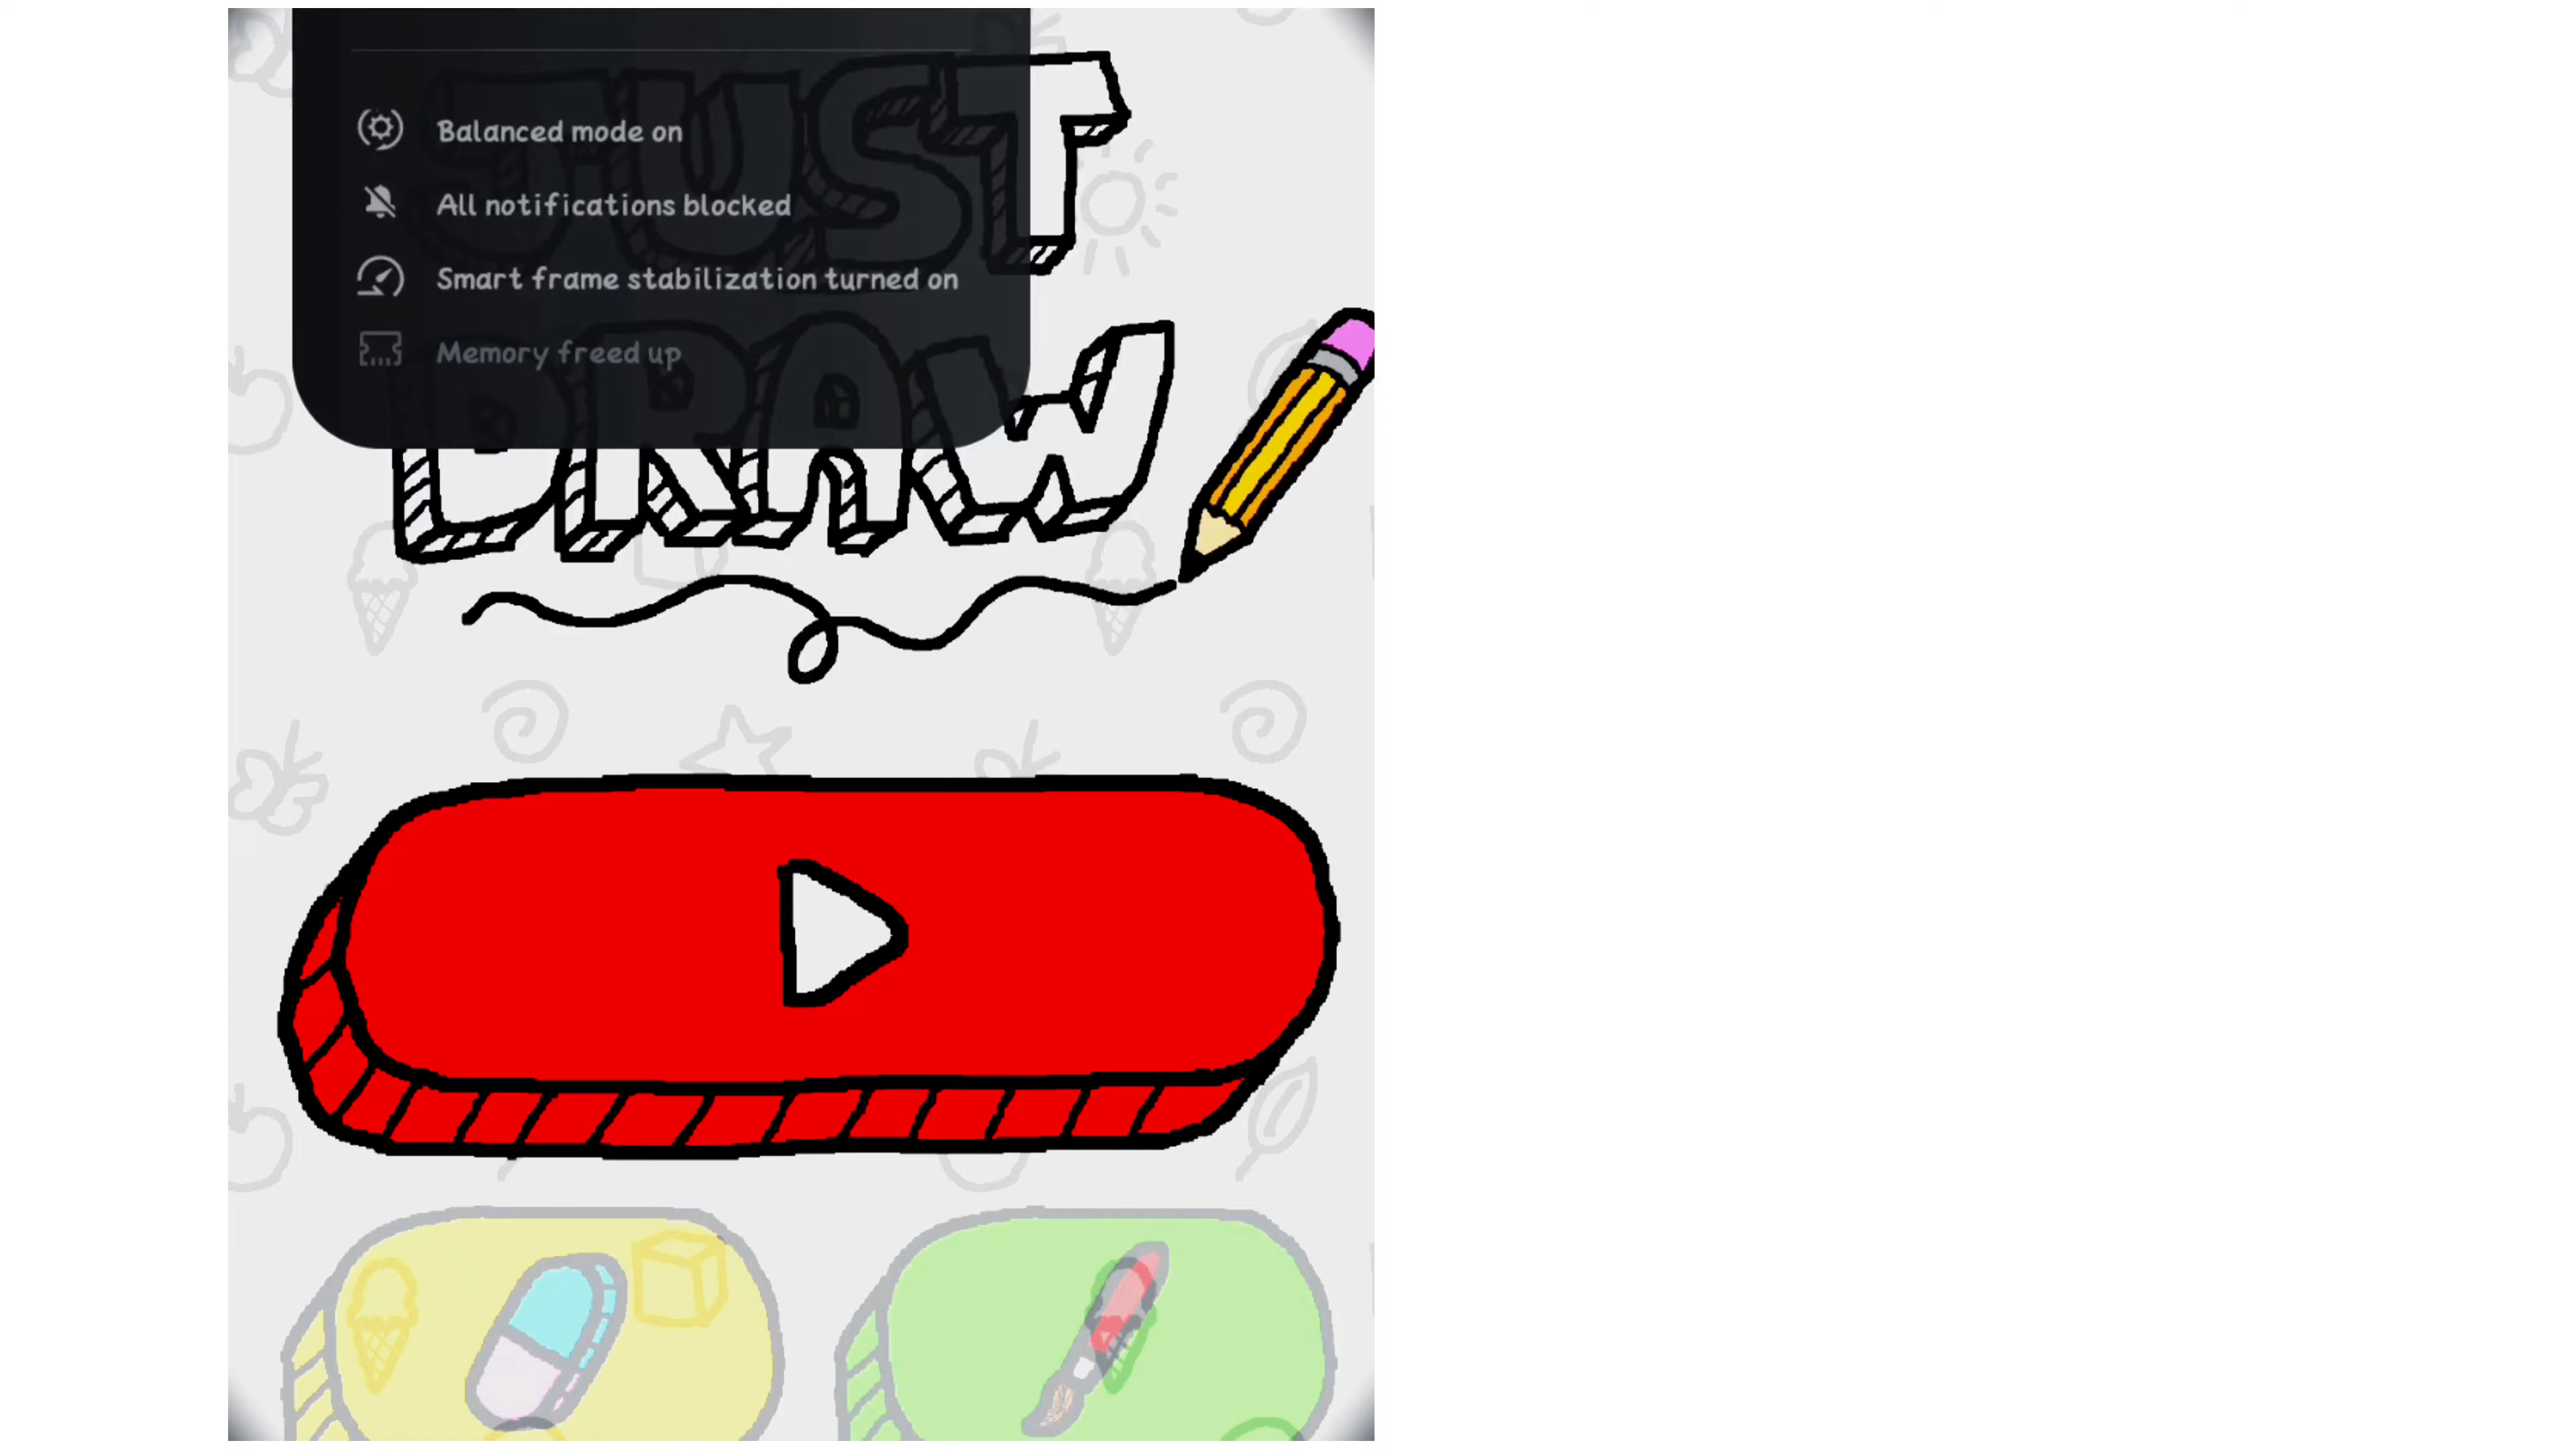 JUST
Balanced mode on
All notifications blocked
Smart frame stabilization turned on
Memory freed up
DRAW